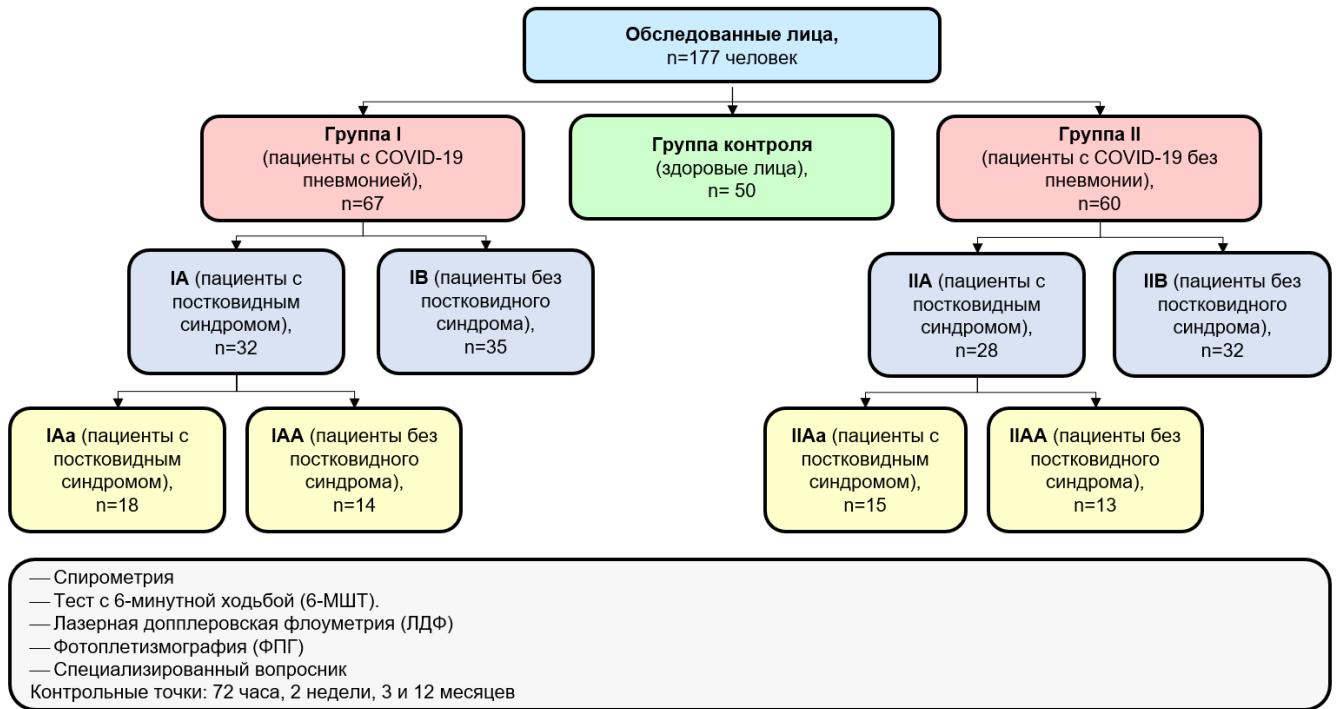 Обследованные лица,
n=177 человек
Группа I
(пациенты с COVID-19
пневмонией),
n=67
Группа контроля
(здоровые лица),
n= 50
Группа II
(пациенты с COVID-19 без
пневмонии),
n=60
IA (пациенты с
постковидным
синдромом),
n=32
IB (пациенты без
постковидного
синдрома),
n=35
IIA (пациенты с
постковидным
синдромом),
n=28
IIB (пациенты без
постковидного
синдрома),
n=32
IAa (пациенты с
постковидным
синдромом),
n=18
IAA (пациенты без
постковидного
синдрома),
n=14
IIAa (пациенты с
постковидным
синдромом),
n=15
IIAA (пациенты без
постковидного
синдрома),
n=13
— Спирометрия
— Тест с 6-минутной ходьбой (6-МШТ).
— Лазерная допплеровская флоуметрия (ЛДФ)
— Фотоплетизмография (ФПГ)
— Специализированный вопросник
Контрольные точки: 72 часа, 2 недели, 3 и 12 месяцев